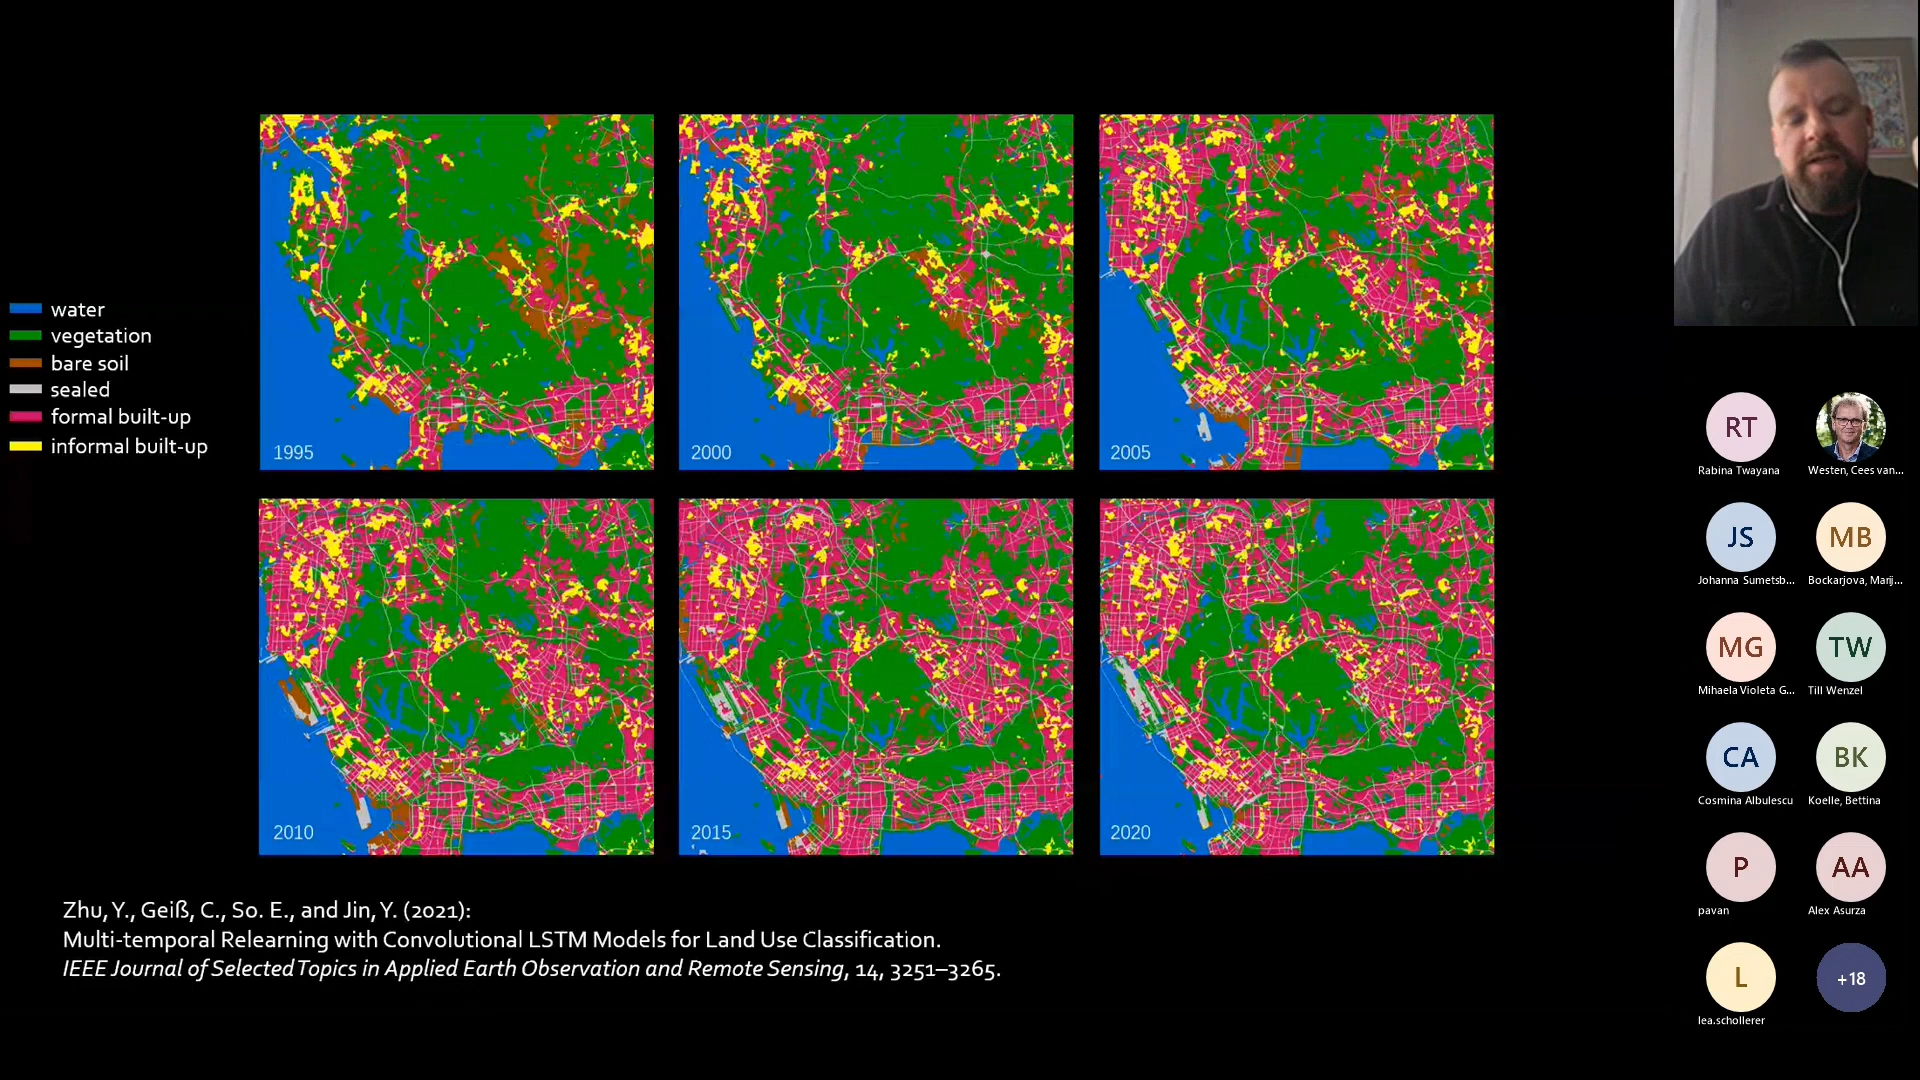 water
vegetation
bare soil
sealed
formal built-up
informal built-up
1995
2000
2005
2010
2015
2020
Zhu, Y., Geiß, C., So. E., and Jin, Y. (2021):
Multi-temporal Relearning with Convolutional LSTM Models for Land Use Classification.
IEEE Journal of Selected Topics in Applied Earth Observation and Remote Sensing, 14, 3251–3265.
RT
Rabina Twayana
Westen, Cees van...
JS
Johanna Sumetsb...
MB
Bockarjova, Marij...
MG
Mihaela Violeta G...
TW
Till Wenzel
CA
Cosmina Albulescu
BK
Koelle, Bettina
P
pavan
AA
Alex Asurza
L
lea.schollerer
+18